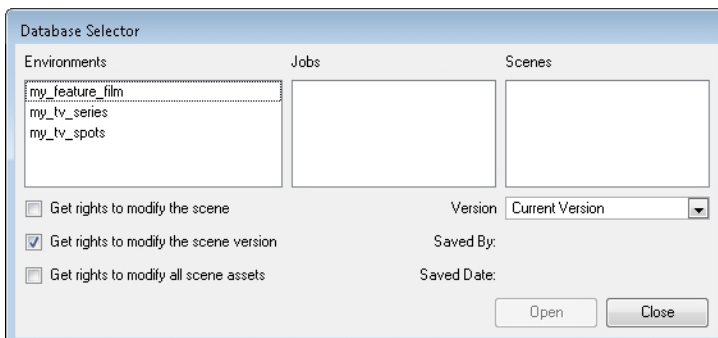 Database Selector
Environments Jobs Scenes
my_feature_film
my_tv_series
my_tv_spots
Get rights to modify the scene Version Current Version
Get rights to modify the scene version Saved By:
Get rights to modify all scene assets Saved Date:
Open Close